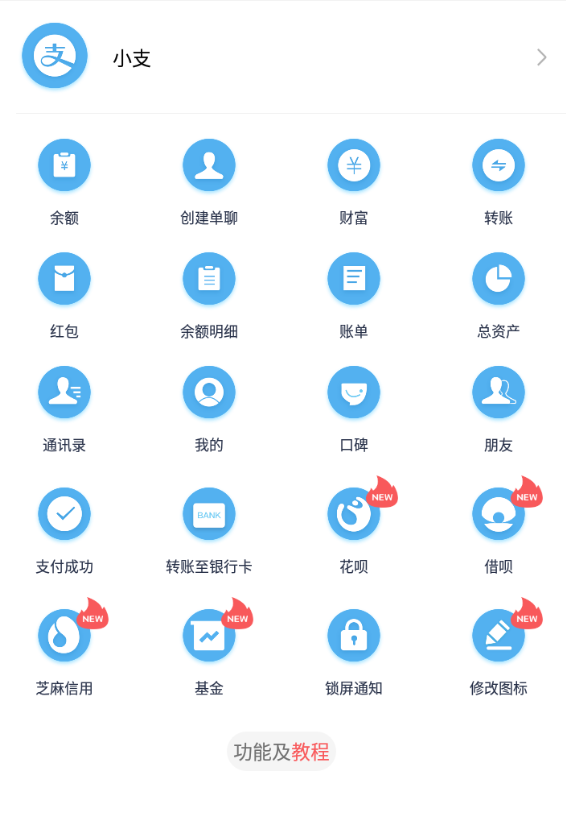 支
小支
¥
¥
余额
创建单聊
财富
转账
红包
余额明细
账单
总资产
通讯录
我的
口碑
朋友
BANK
NEW
NEW
支付成功
转账至银行卡
花呗
借呗
NEW
NEW
NEW
芝麻信用
基金
锁屏通知
修改图标
功能及教程